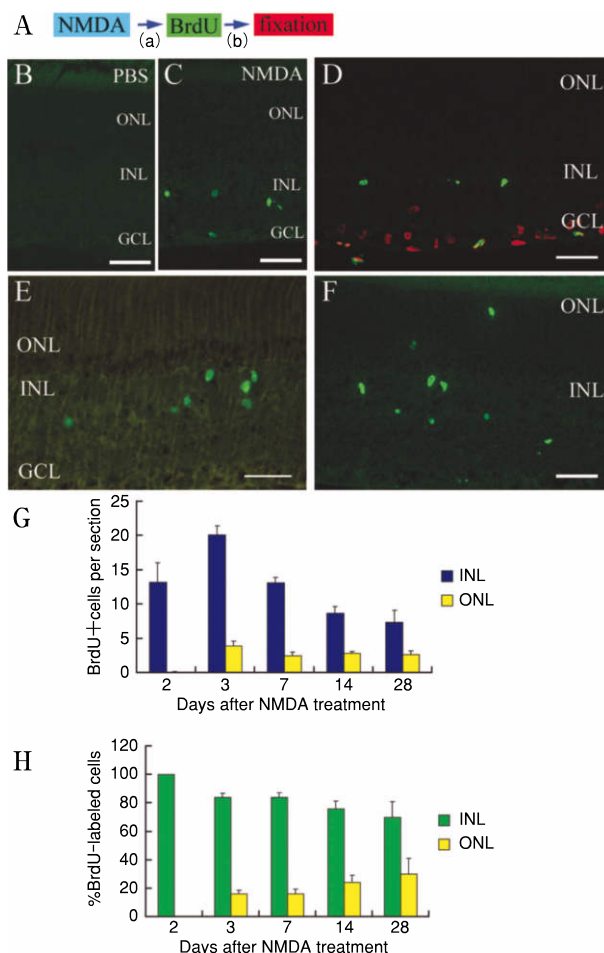 A NMDA (a) BrdU (b) fixation
B PBS
ONL
INL
GCL
C NMDA
ONL
INL
GCL
D ONL
INL
GCL
E
ONL
INL
GCL
F ONL
INL
G
BrdU+cells per section
25
20
15
10
5
0
2 3 7 14 28
Days after NMDA treatment
INL
ONL
H
%BrdU-labeled cells
120
100
80
60
40
20
0
2 3 7 14 28
Days after NMDA treatment
INL
ONL